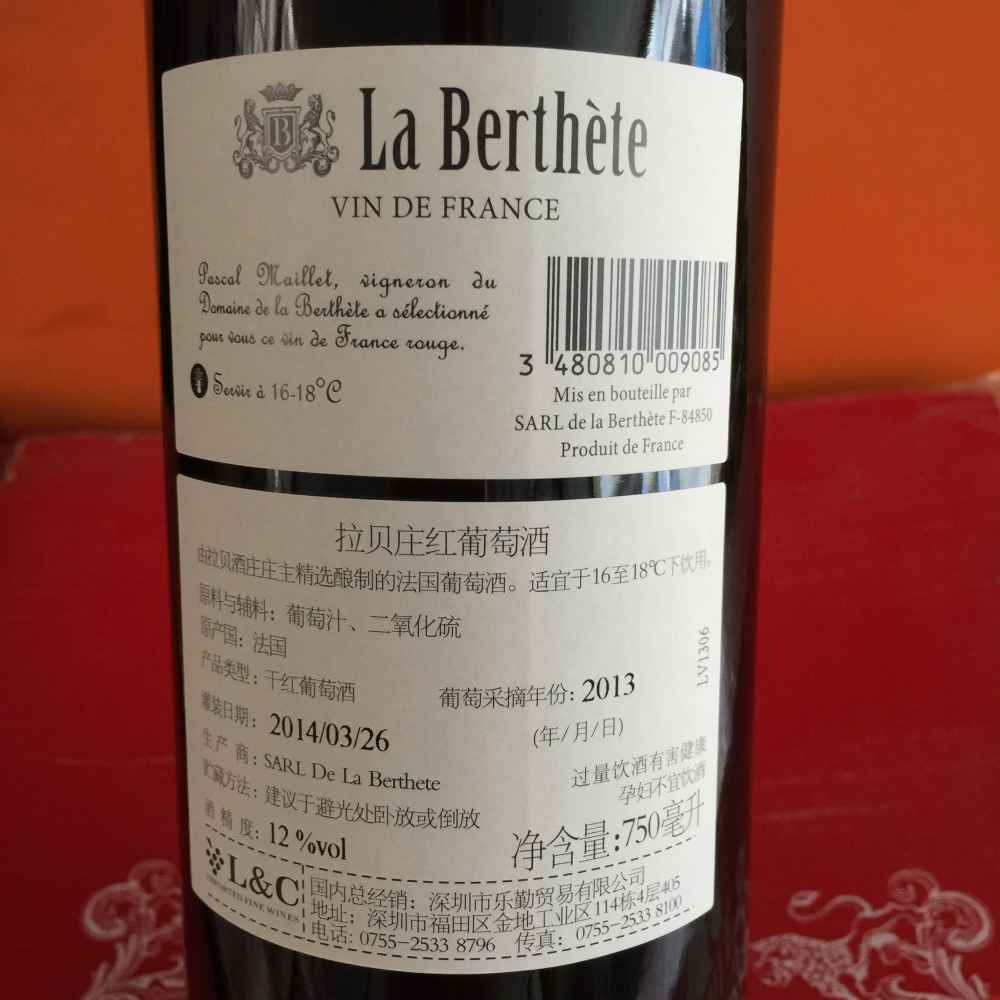 B
La Berthète
VIN DE FRANCE
Pascal Maillet, vigneron du
Domaine de la Berthète a sélectionné
pour vous ce vin de France rouge.
Servir à 16-18°C
3 480810 009085
Mis en bouteille par
SARL de la Berthète F-84850
Produit de France
拉贝庄红葡萄酒
由拉贝酒庄庄主精选酿制的法国葡萄酒。适宜于16至18℃下饮用。
原料与辅料：葡萄汁、二氧化硫
原产国：法国
产品类型：干红葡萄酒
葡萄采摘年份：2013
灌装日期：2014/03/26
(年/月/日)
生产商：SARL De La Berthete
贮藏方法：建议于避光处卧放或倒放
酒精度：12%vol
过量饮酒有害健康
孕妇不宜饮酒
净含量：750毫升
LV1306
L&C
IMPORTED FINE WINES
国内总经销：深圳市乐勤贸易有限公司
地址：深圳市福田区金地工业区114栋4层405
电话：0755-2533 8796 传真：0755-2533 8100